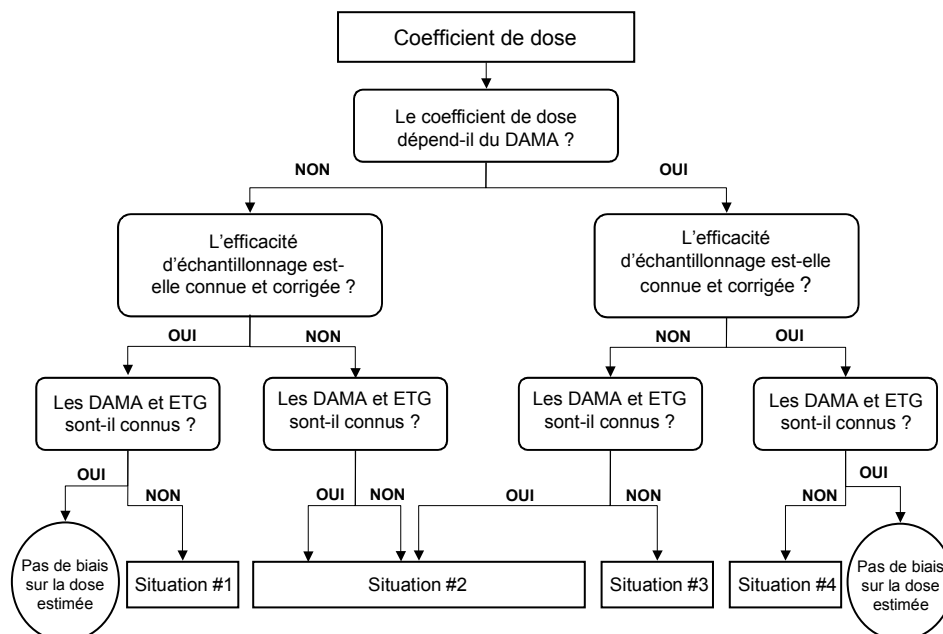 Coefficient de dose
Le coefficient de dose
dépend-il du DAMA ?
NON
OUI
L'efficacité
d'échantillonnage est-
elle connue et corrigée ?
L'efficacité
d'échantillonnage est-elle
connue et corrigée ?
OUI
NON
NON
OUI
Les DAMA et ETG
sont-il connus ?
Les DAMA et ETG
sont-il connus ?
Les DAMA et ETG
sont-il connus ?
Les DAMA et ETG
sont-il connus ?
OUI
NON
OUI
NON
OUI
NON
NON
OUI
Pas de biais
sur la dose
estimée
Situation #1
Situation #2
Situation #3
Situation #4
Pas de biais
sur la dose
estimée